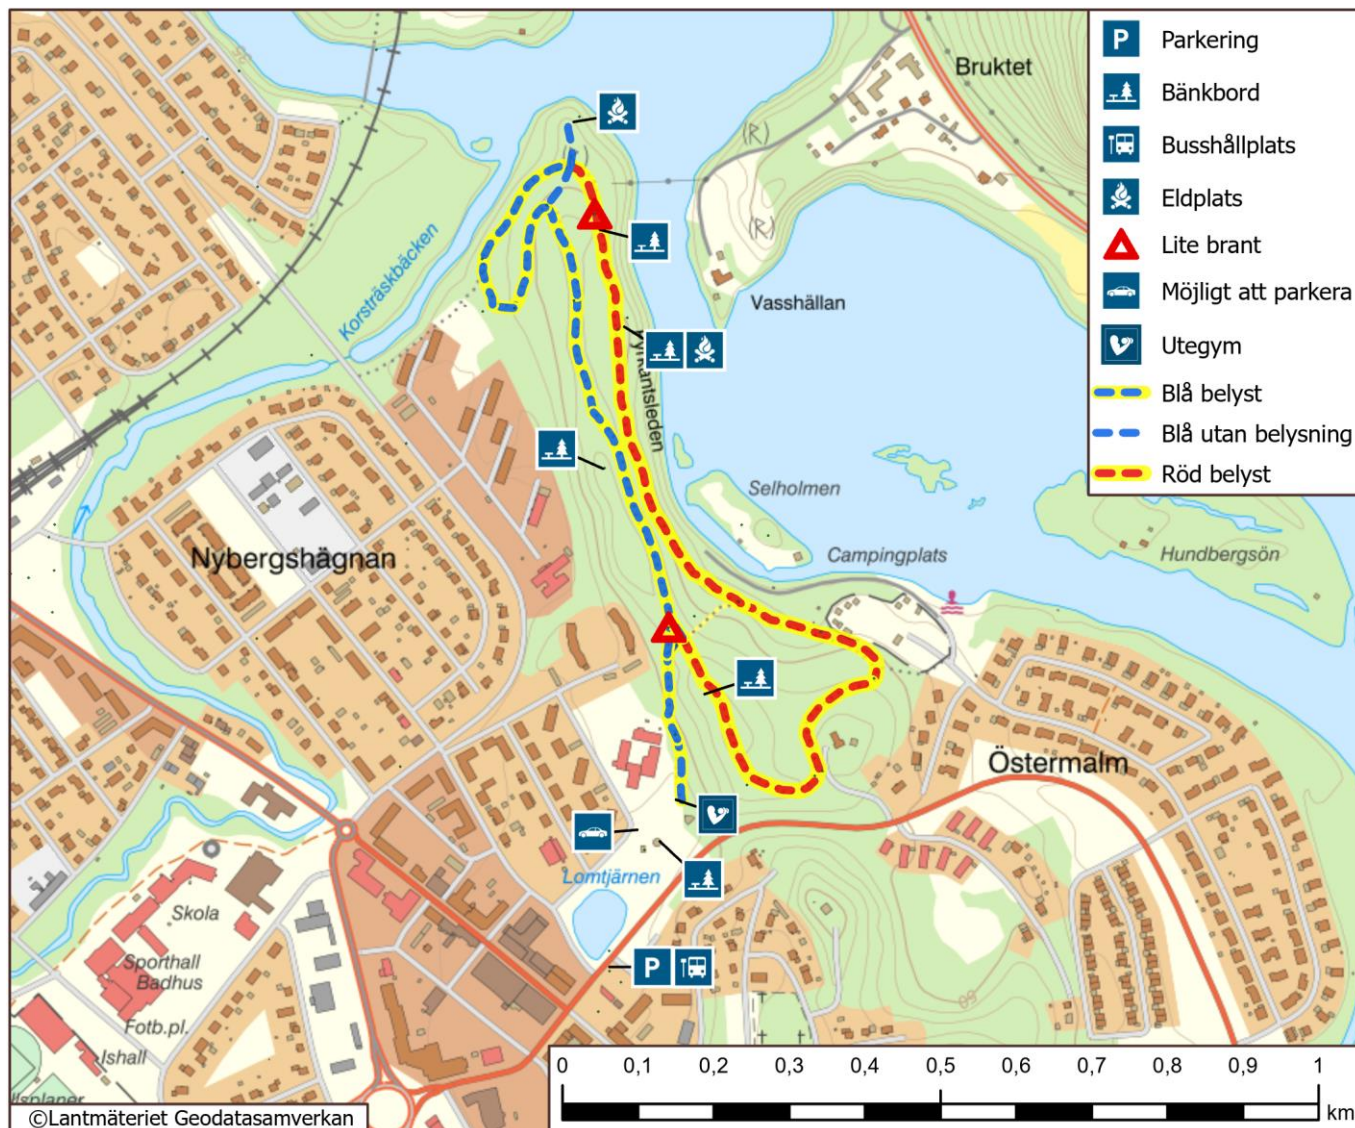 P Parkering
Bänkbord
Busshållplats
Eldplats
Lite brant
Möjligt att parkera
Utegym
Blå belyst
Blå utan belysning
Röd belyst
Bruktet
(R)
Korsträskbäcken
(R)
Vasshällan
Selholmen
Nybergshägnan
Campingplats
Hundbergsön
Östermalm
Lomtjärnen
Skola
Sporthall
Badhus
P
Fotb.pl.
Ishall
0 0,1 0,2 0,3 0,4 0,5 0,6 0,7 0,8 0,9 1
km
©Lantmäteriet Geodatasamverkan